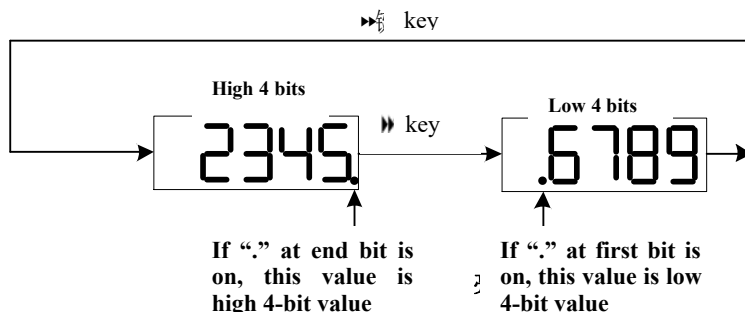 key
High 4 bits
Low 4 bits
key
2345.
.6789
If “.” at end bit is
on, this value is
high 4-bit value
If “.” at first bit is
on, this value is low
4-bit value